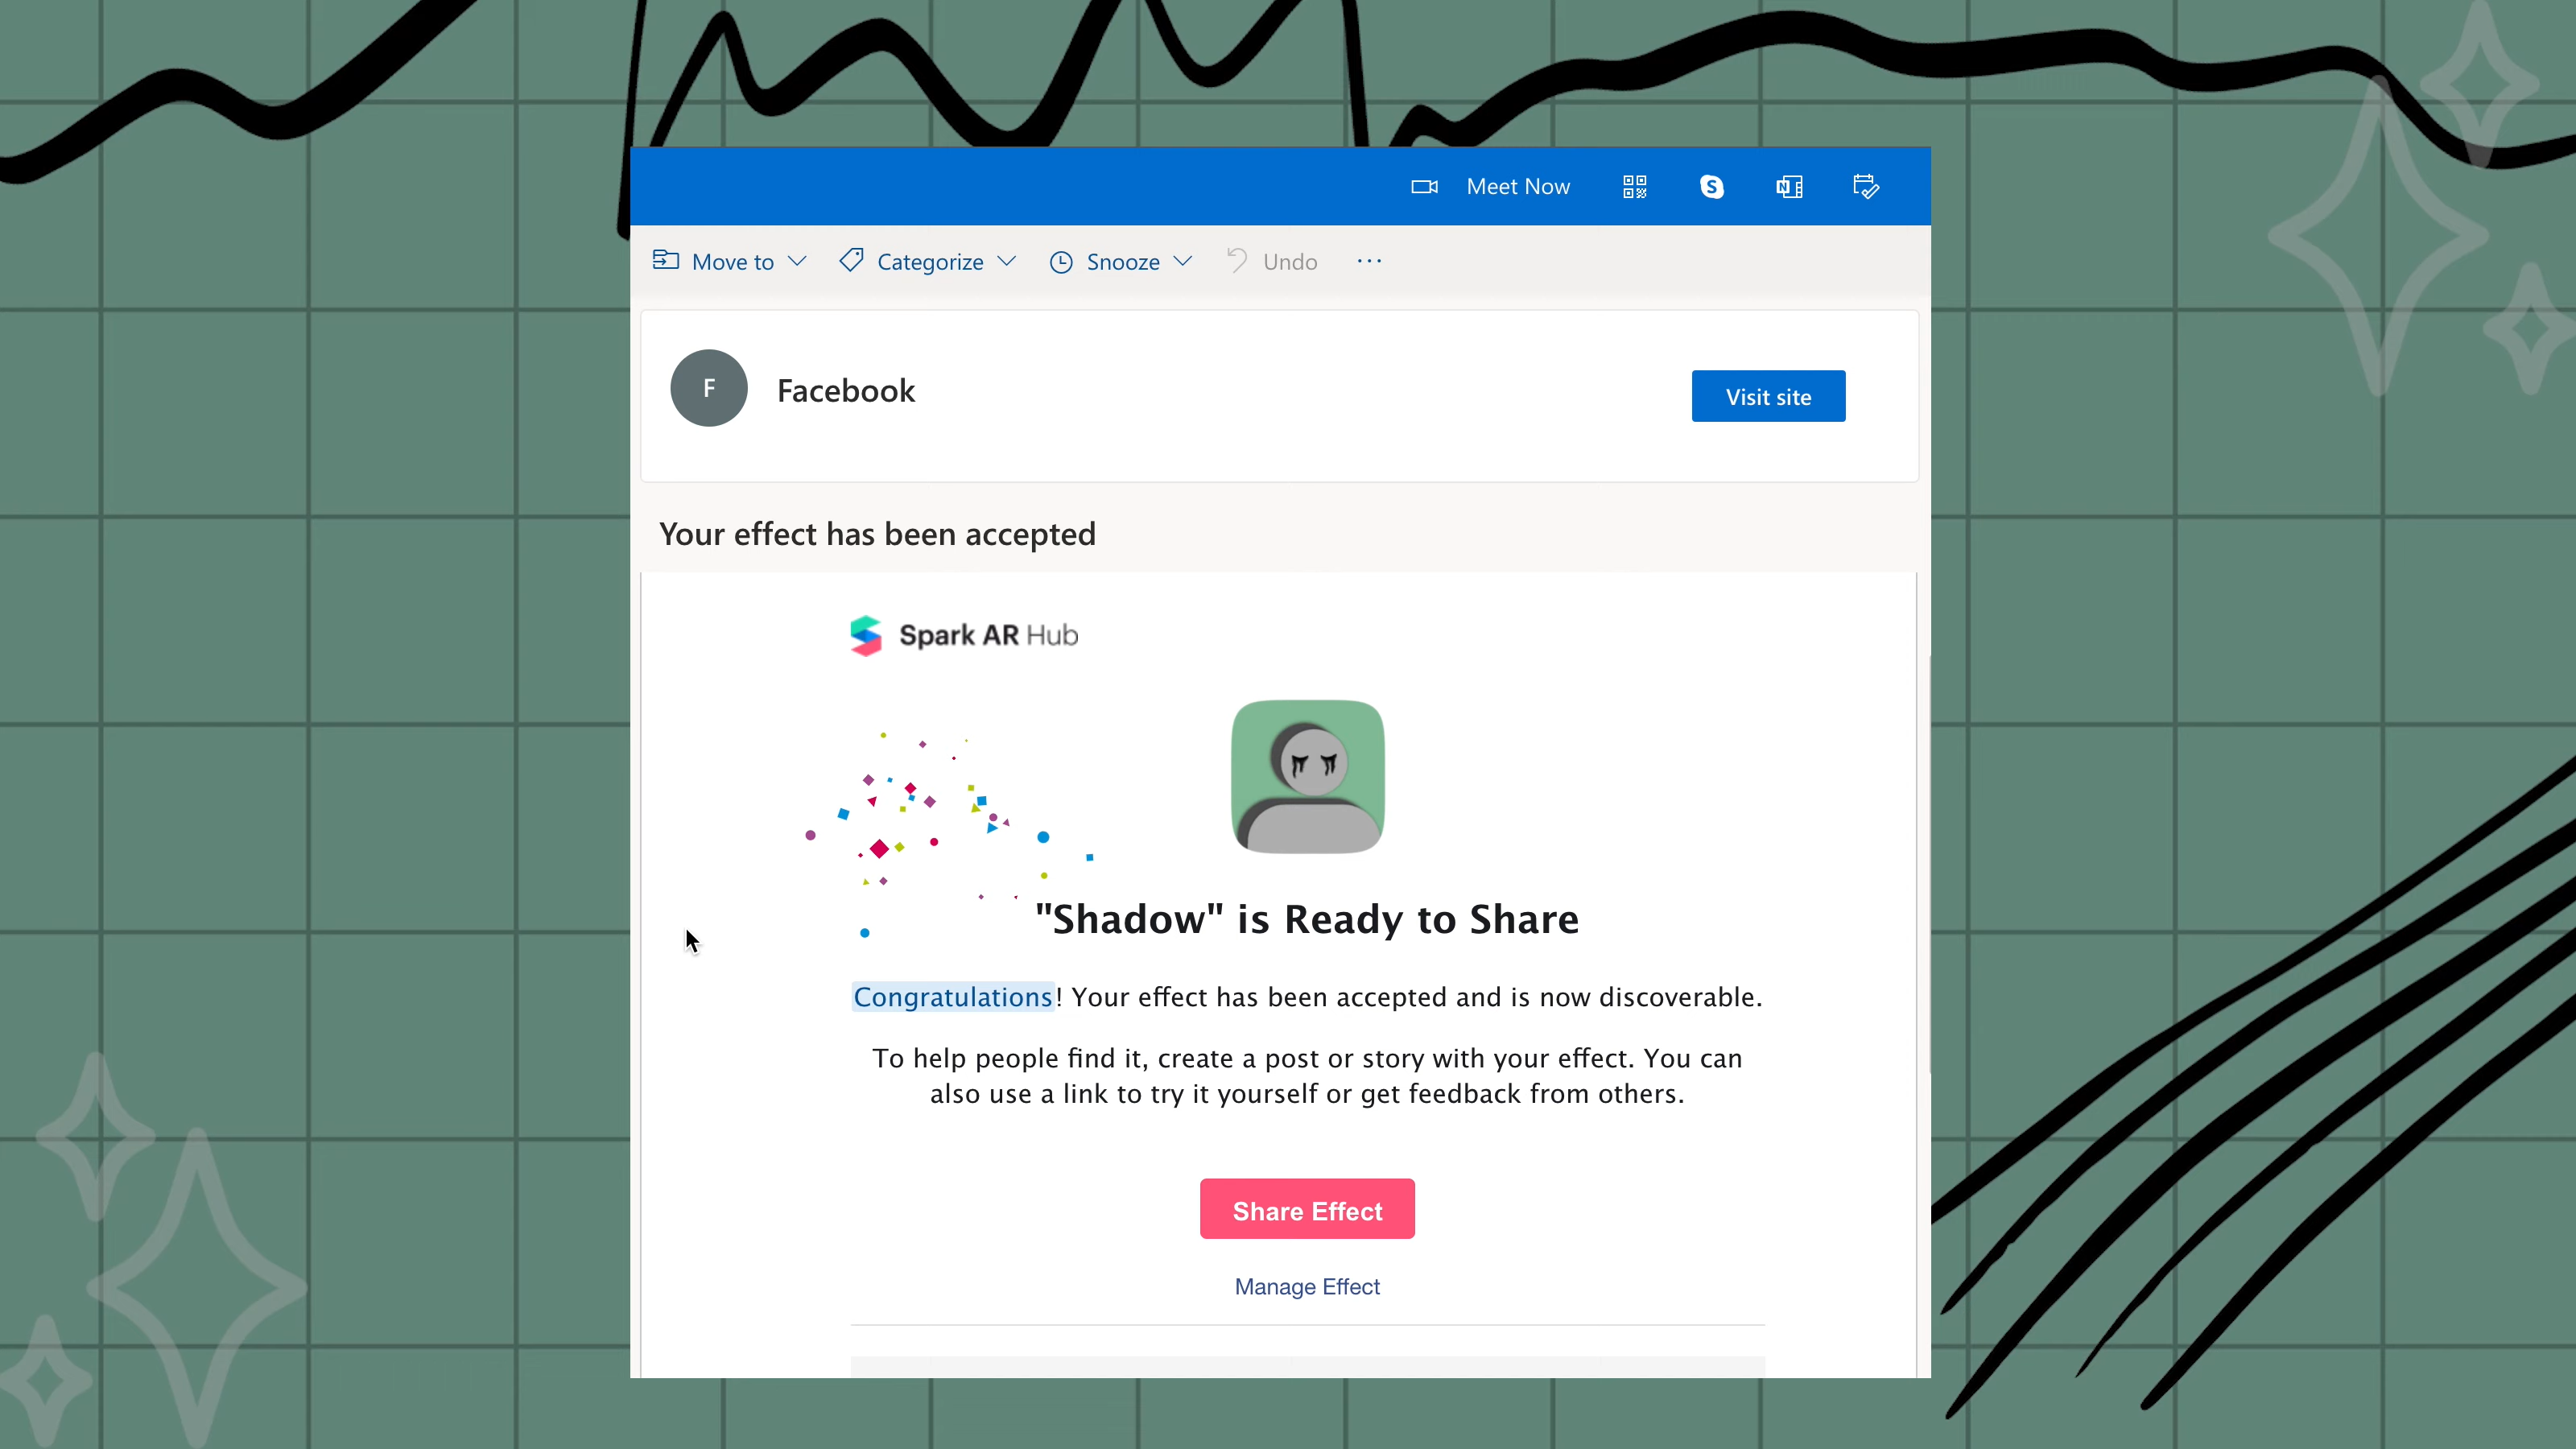 Meet Now
Move to
Categorize
Snooze
Undo
F
Facebook
Visit site
Your effect has been accepted
Spark AR Hub
"Shadow" is Ready to Share
Congratulations! Your effect has been accepted and is now discoverable.
To help people find it, create a post or story with your effect. You can
also use a link to try it yourself or get feedback from others.
Share Effect
Manage Effect